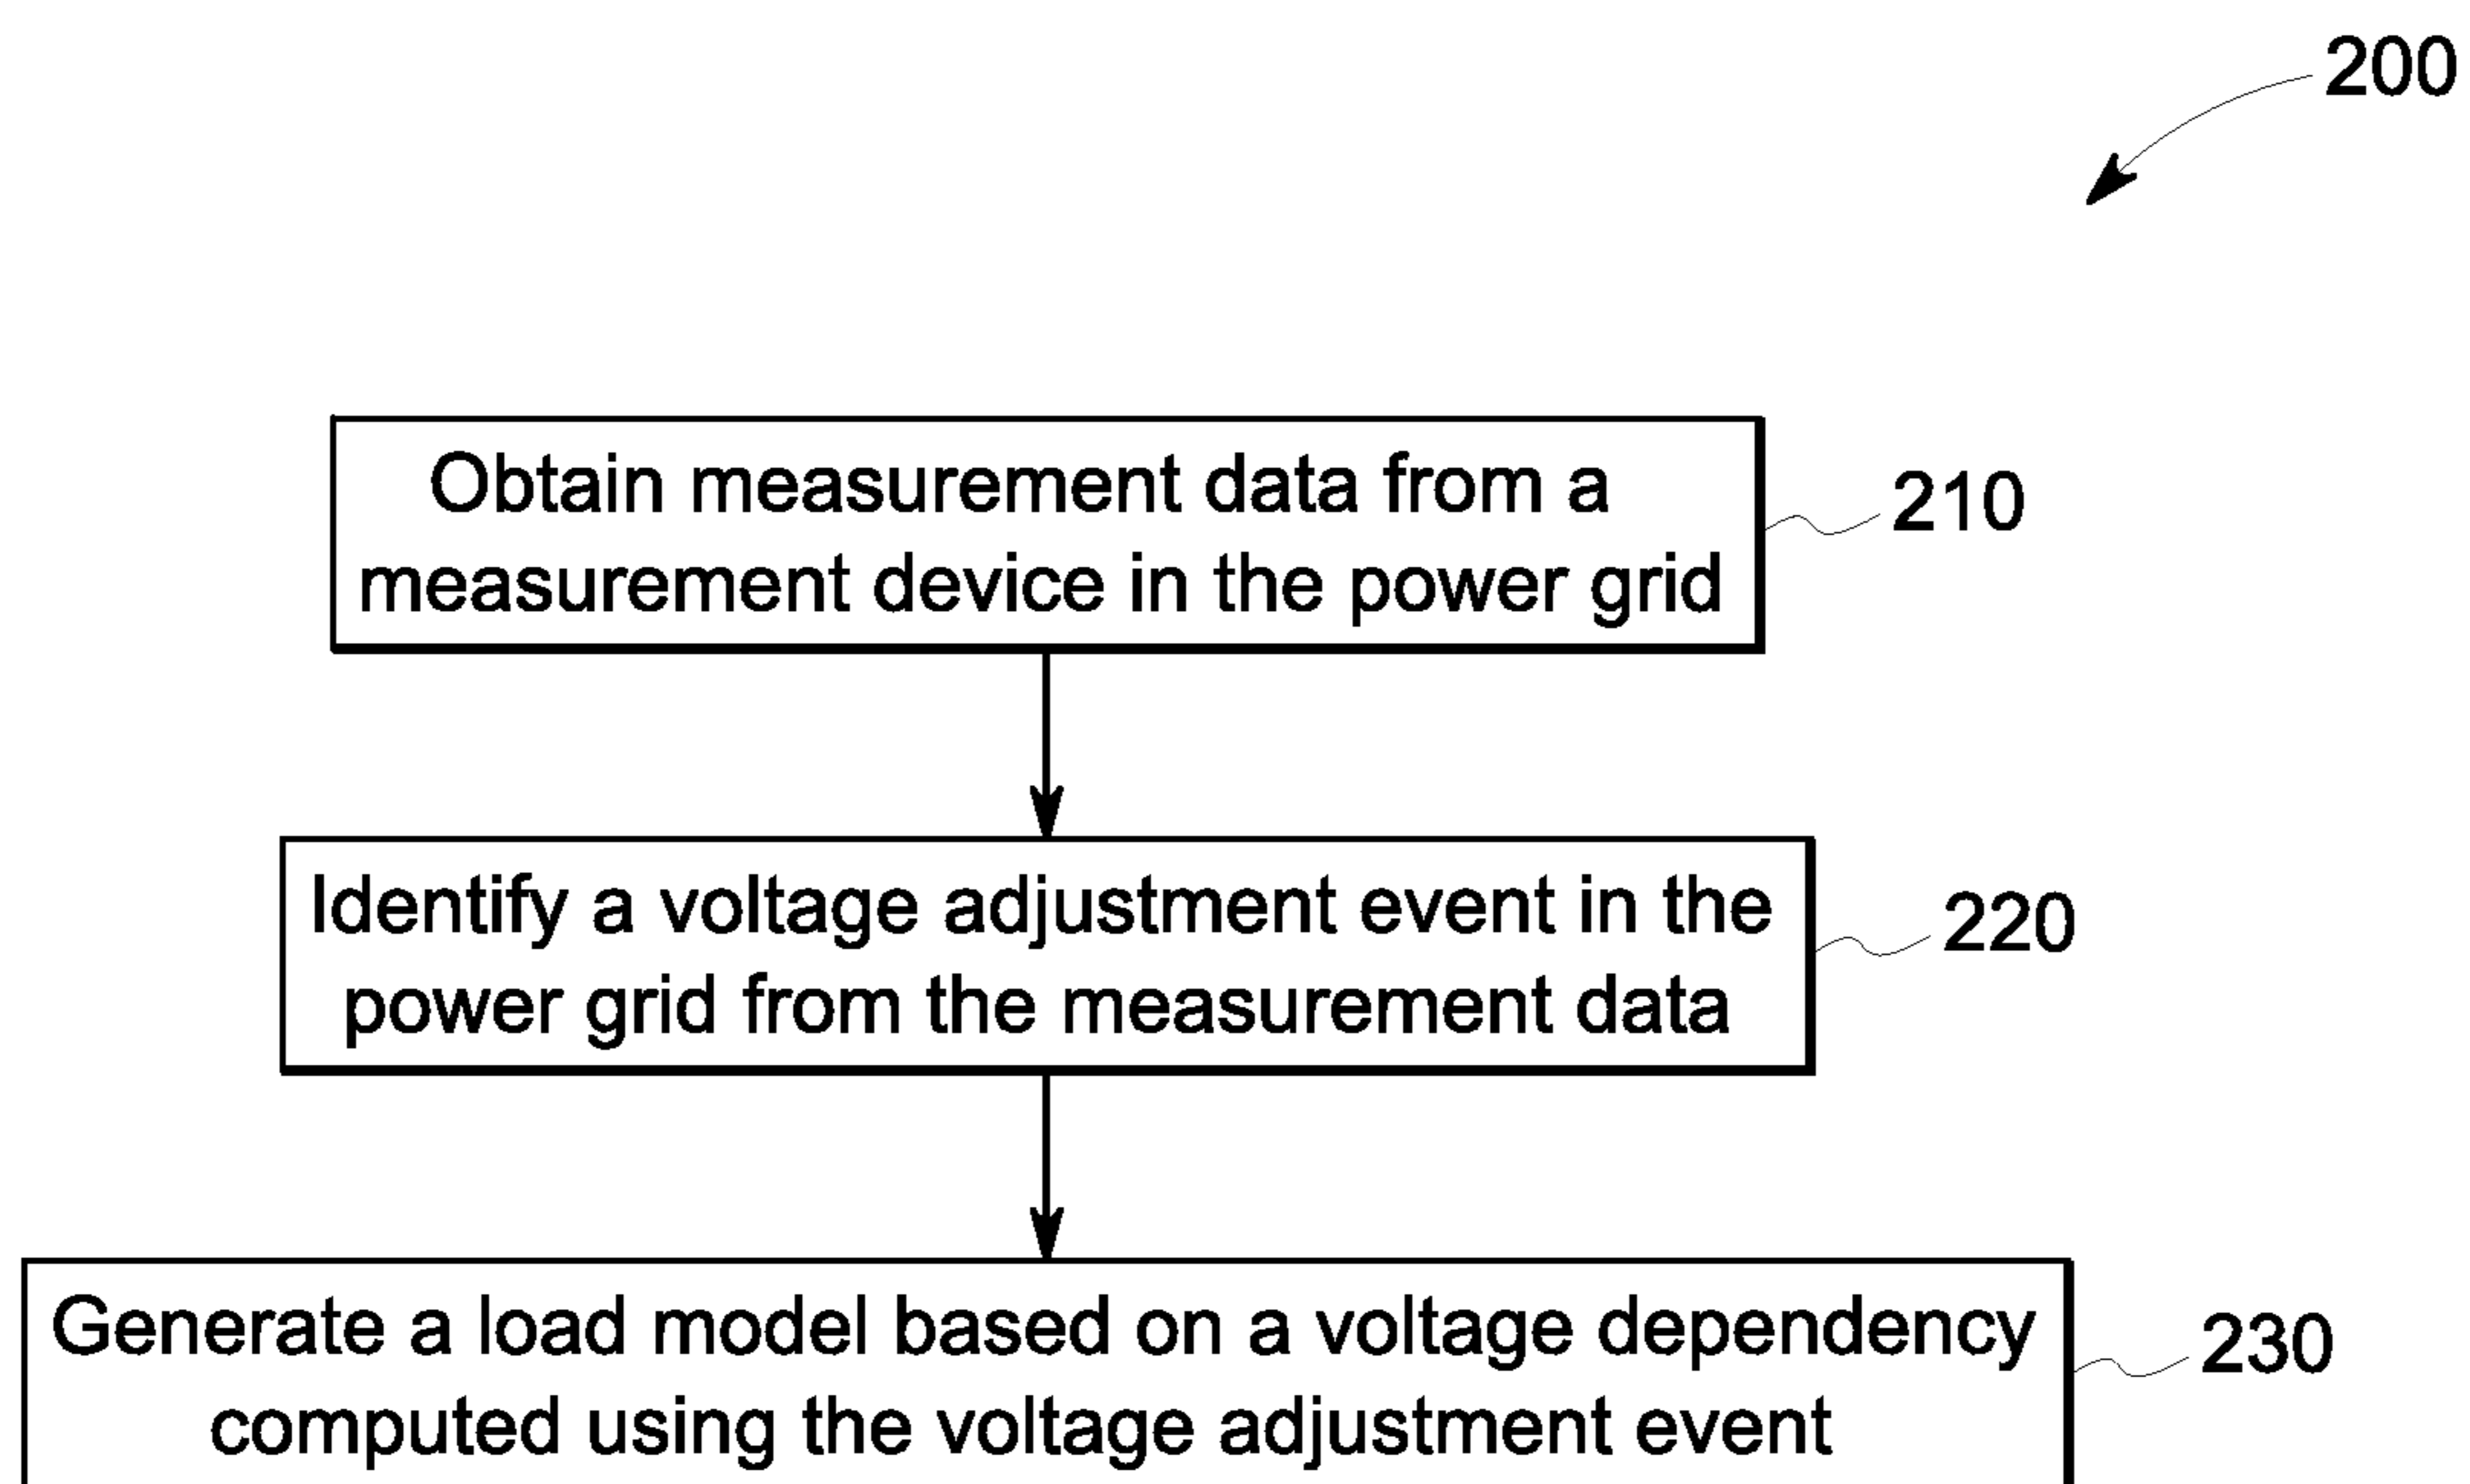 200
Obtain measurement data from a
measurement device in the power grid
210
Identify a voltage adjustment event in the
power grid from the measurement data
220
Generate a load model based on a voltage dependency
computed using the voltage adjustment event
230